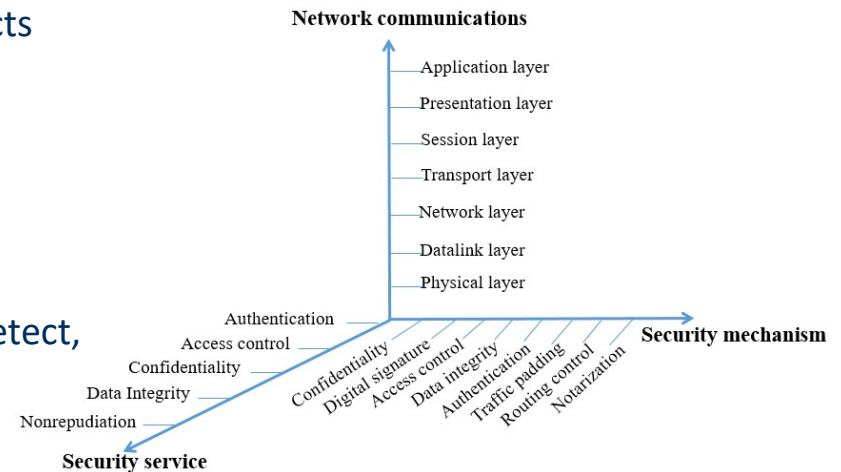 Network communications
cts
Application layer
Presentation layer
Session layer
Transport layer
Network layer
Datalink layer
Physical layer
etect,
Authentication
Access control
Confidentiality
Data Integrity
Nonrepudiation
Security service
Confidentiality
Digital signature
Access control
Data integrity
Authentication
Traffic padding
Routing control
Notarization
Security mechanism